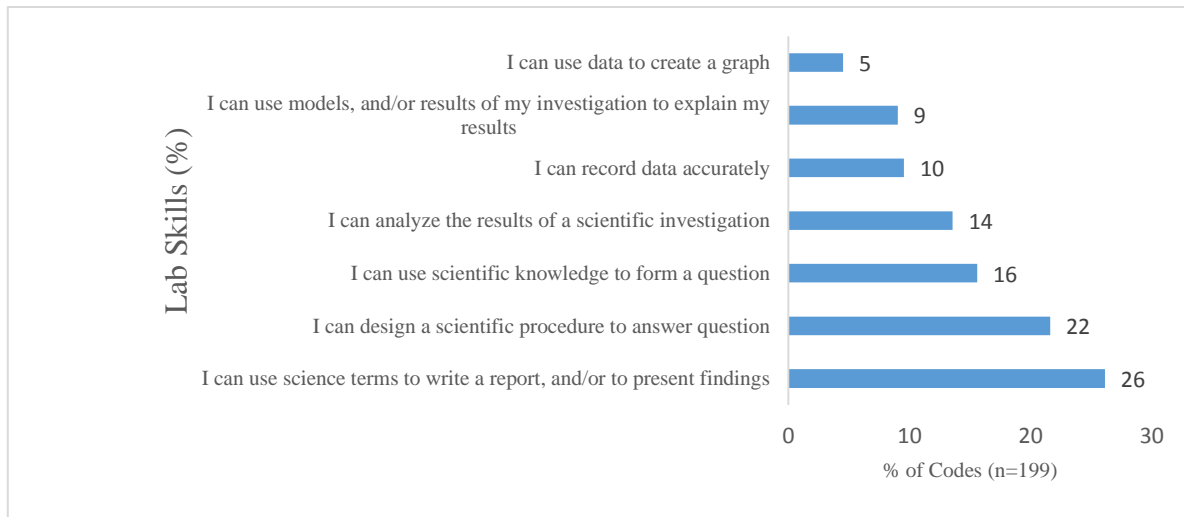 Lab Skills (%)
I can use data to create a graph
5
I can use models, and/or results of my investigation to explain my
results
9
I can record data accurately
10
I can analyze the results of a scientific investigation
14
I can use scientific knowledge to form a question
16
I can design a scientific procedure to answer question
22
I can use science terms to write a report, and/or to present findings
26
0 10 20 30
% of Codes (n=199)